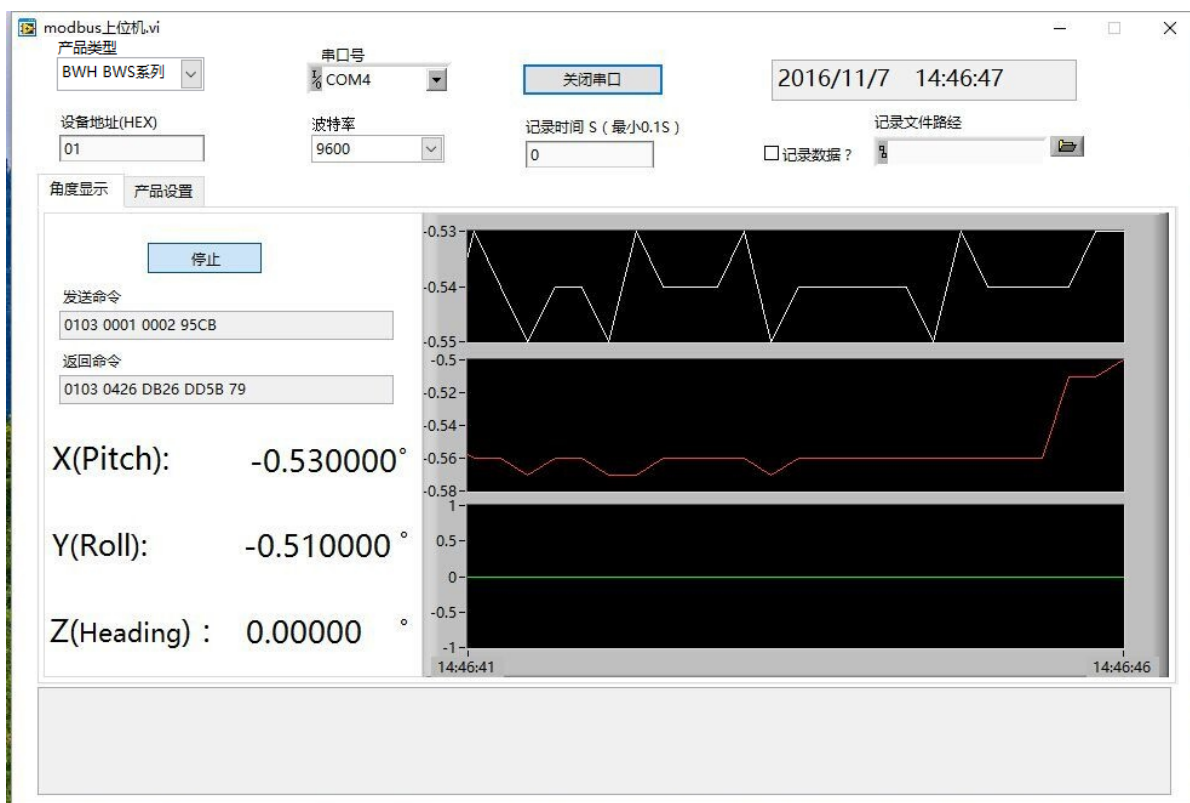 modbus上位机.vi
产品类型
串口号
BWH BWS系列
COM4
关闭串口
2016/11/7 14:46:47
设备地址(HEX)
波特率
记录时间 S ( 最小0.1S )
记录文件路经
01
9600
0
记录数据？
角度显示
产品设置
停止
发送命令
0103 0001 0002 95CB
返回命令
0103 0426 DB26 DD5B 79
X(Pitch): -0.530000°
Y(Roll): -0.510000 °
Z(Heading)： 0.00000 °
-0.53
-0.54
-0.55
-0.5
-0.52
-0.54
-0.56
-0.58
1
0.5
0
-0.5
-1
14:46:41
14:46:46